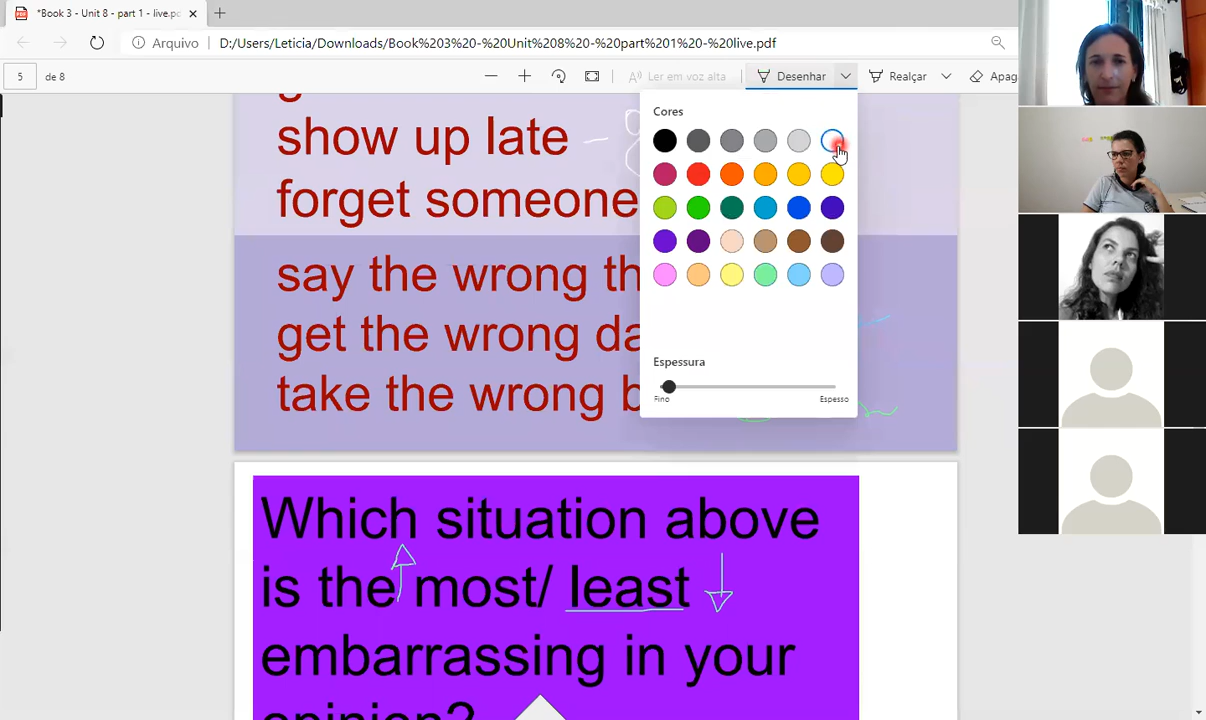 *Book 3 - Unit 8 - part 1 - live.pc
Arquivo D:/Users/Leticia/Downloads/Book%203%20-%20Unit%208%20-%20part%201%20-%20live.pdf
5 de 8 Ler em voz alta Desenhar Realçar Apag
Cores
show up late
forget someone
say the wrong th
get the wrong da
take the wrong b
Espessura
Fino Espesso
Which situation above
is the most/ least
embarrassing in your
opinion?